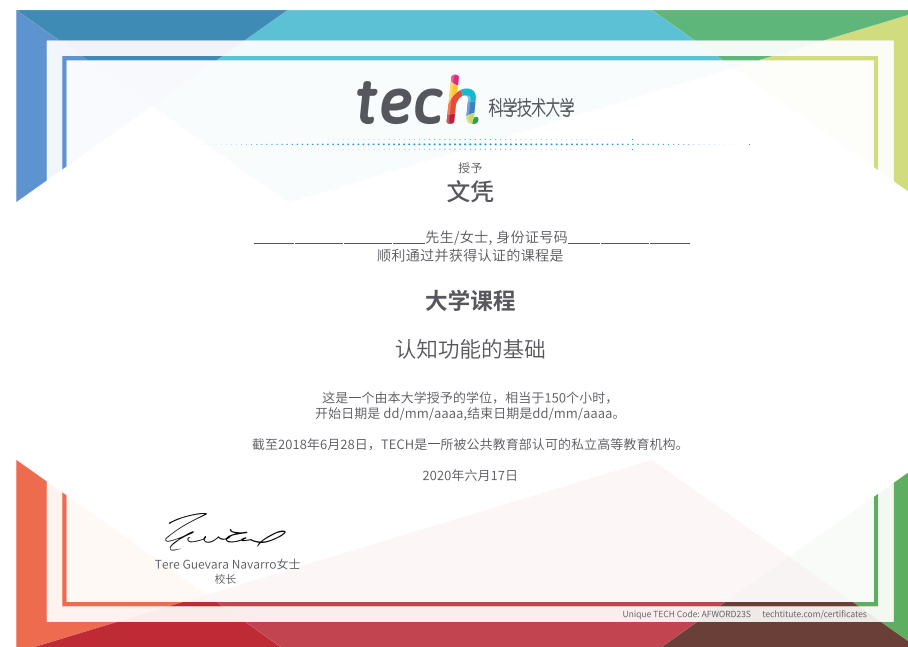 tech 科学技术大学
授予
文凭
______________________先生/女士, 身份证号码_______________
顺利通过并获得认证的课程是
大学课程
认知功能的基础
这是一个由本大学授予的学位，相当于150个小时，
开始日期是 dd/mm/aaaa,结束日期是dd/mm/aaaa。
截至2018年6月28日，TECH是一所被公共教育部认可的私立高等教育机构。
2020年六月17日
Tere Guevara Navarro女士
校长
Unique TECH Code: AFWORD23S techtitute.com/certificates